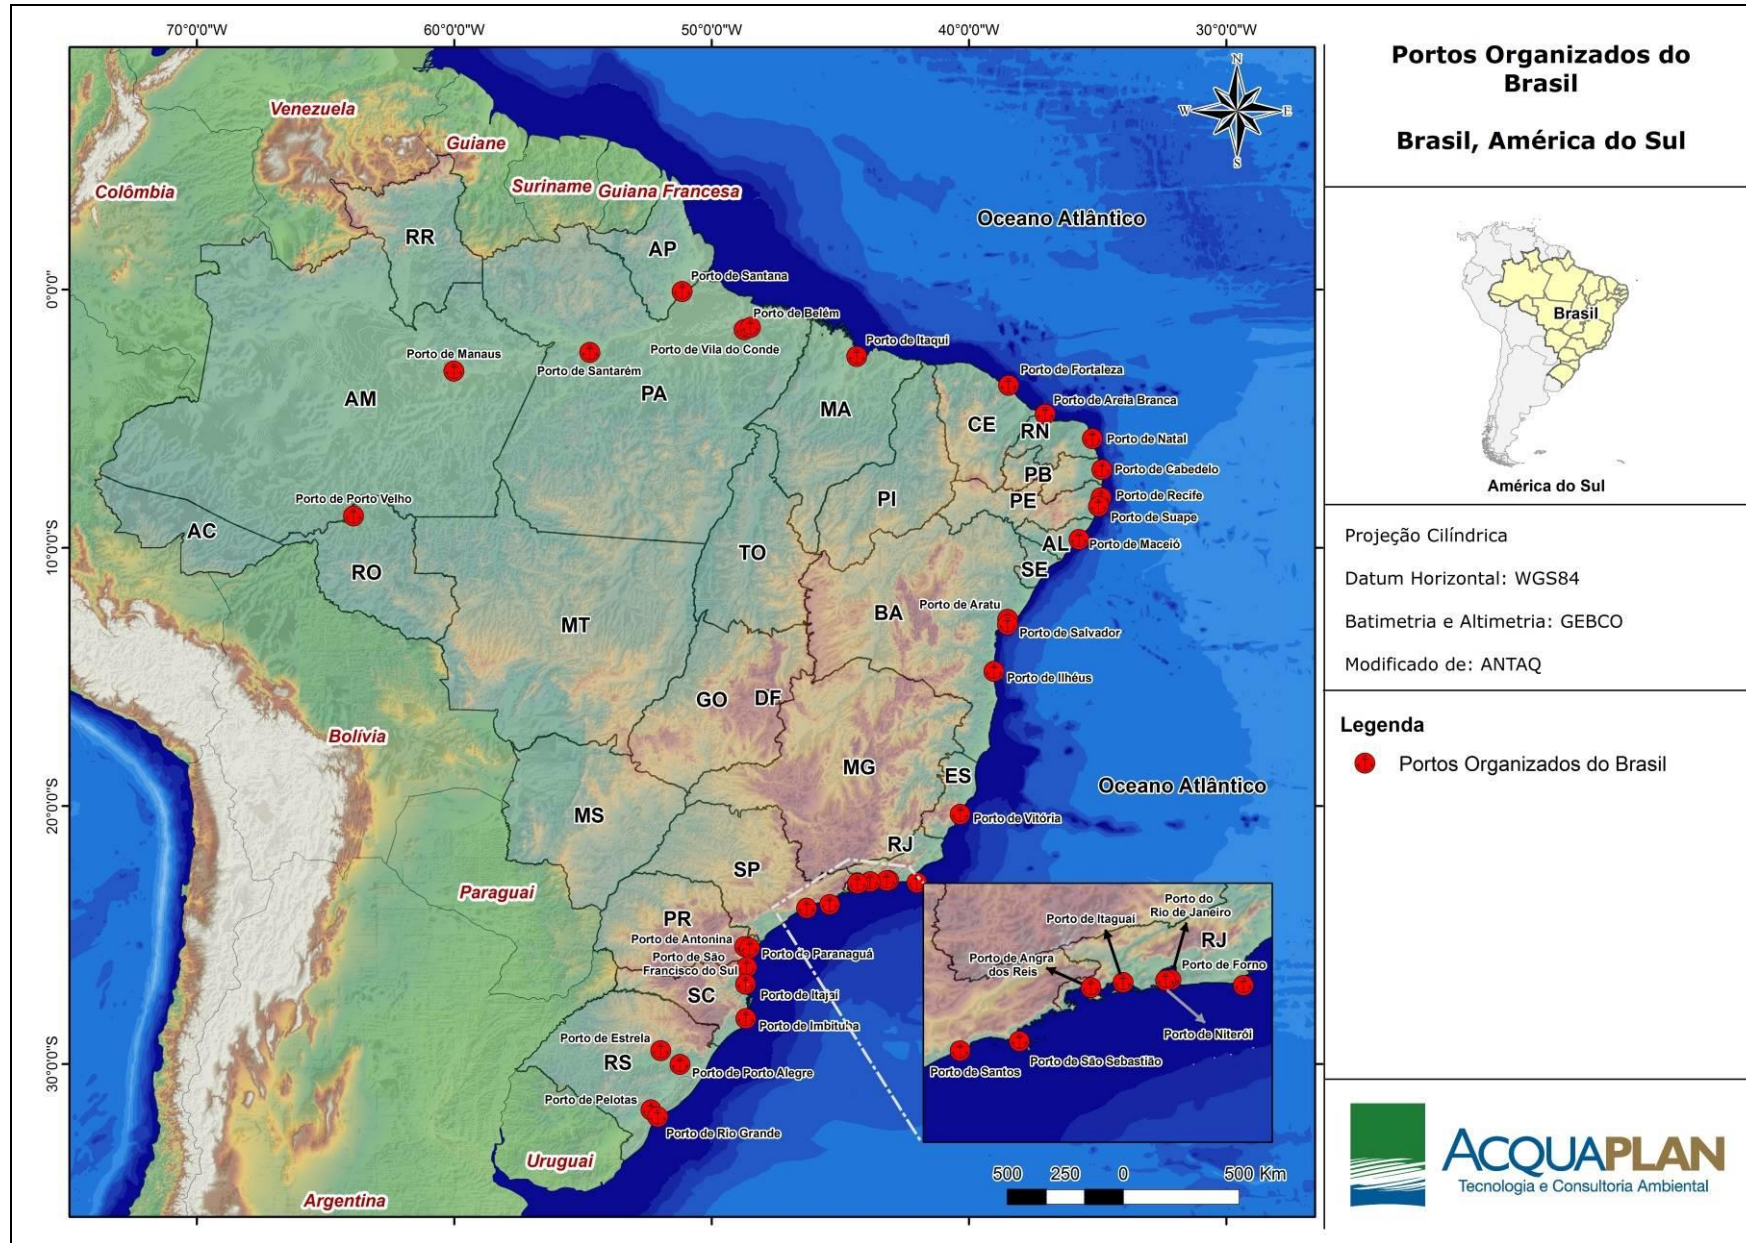 70°0'0"W
60°0'0"W
50°0'0"W
40°0'0"W
30°0'0"W
0°0'0"
10°0'0"S
20°0'0"S
30°0'0"S
N
W
E
S
Venezuela
Guiane
Colômbia
Suriname
Guiana Francesa
Oceano Atlântico
RR
AP
Porto de Santana
Porto de Belém
Porto de Vila do Conde
Porto de Itaqui
Porto de Manaus
Porto de Santarém
Porto de Fortaleza
AM
PA
MA
Porto de Areia Branca
CE
RN
Porto de Natal
Porto de Cabedelo
PB
PI
PE
Porto de Recife
Porto de Suape
Porto de Porto Velho
AC
AL
Porto de Maceió
TO
RO
SE
Porto de Aratu
BA
MT
Porto de Salvador
Porto de Ilhéus
GO
DF
Bolívia
MG
ES
Oceano Atlântico
MS
Porto de Vitória
RJ
SP
Paraguai
PR
Porto de Antonina
Porto de Paranaguá
Porto de São
Francisco do Sul
SC
Porto de Itajaí
Porto de Imbituba
Porto de Estrela
RS
Porto de Porto Alegre
Porto de Pelotas
Porto de Rio Grande
Uruguai
Argentina
Porto do
Rio de Janeiro
Porto de Itaguaí
RJ
Porto de Angra
dos Reis
Porto de Forno
Porto de Niterói
Porto de São Sebastião
Porto de Santos
500 250 0 500 Km
Portos Organizados do
Brasil
Brasil, América do Sul
Brasil
América do Sul
Projeção Cilíndrica
Datum Horizontal: WGS84
Batimetria e Altimetria: GEBCO
Modificado de: ANTAQ
Legenda
Portos Organizados do Brasil
ACQUAPLAN
Tecnologia e Consultoria Ambiental